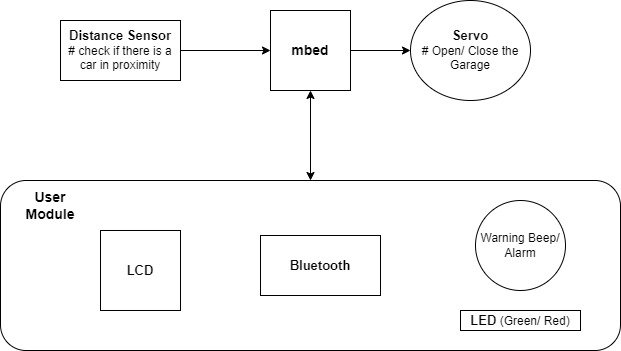 Distance Sensor
# check if there is a
car in proximity
mbed
Servo
# Open/ Close the
Garage
User
Module
LCD
Bluetooth
Warning Beep/
Alarm
LED (Green/ Red)